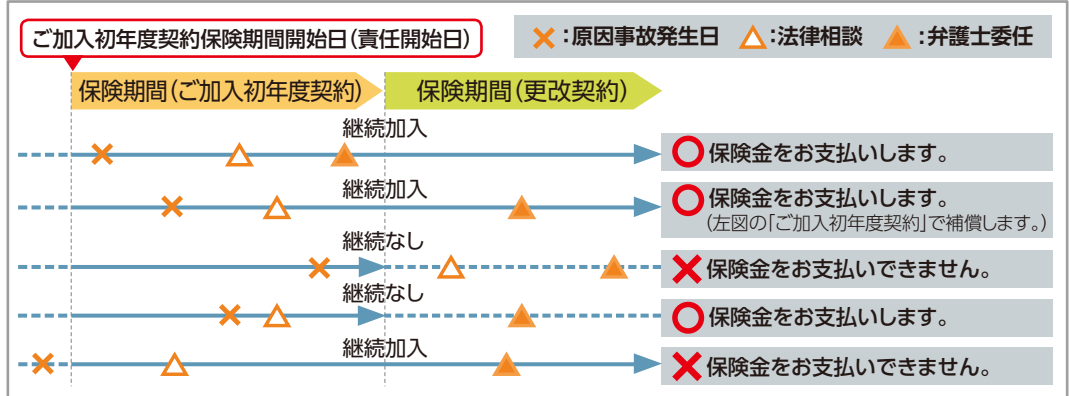 ご加入初年度契約保険期間開始日(責任開始日)
×:原因事故発生日 △:法律相談 ▲:弁護士委任
保険期間(ご加入初年度契約) 保険期間(更改契約)
継続加入
保険金をお支払いします。
継続加入
保険金をお支払いします。
(左図の「ご加入初年度契約」で補償します。)
継続なし
保険金をお支払いできません。
継続なし
保険金をお支払いします。
継続加入
保険金をお支払いできません。